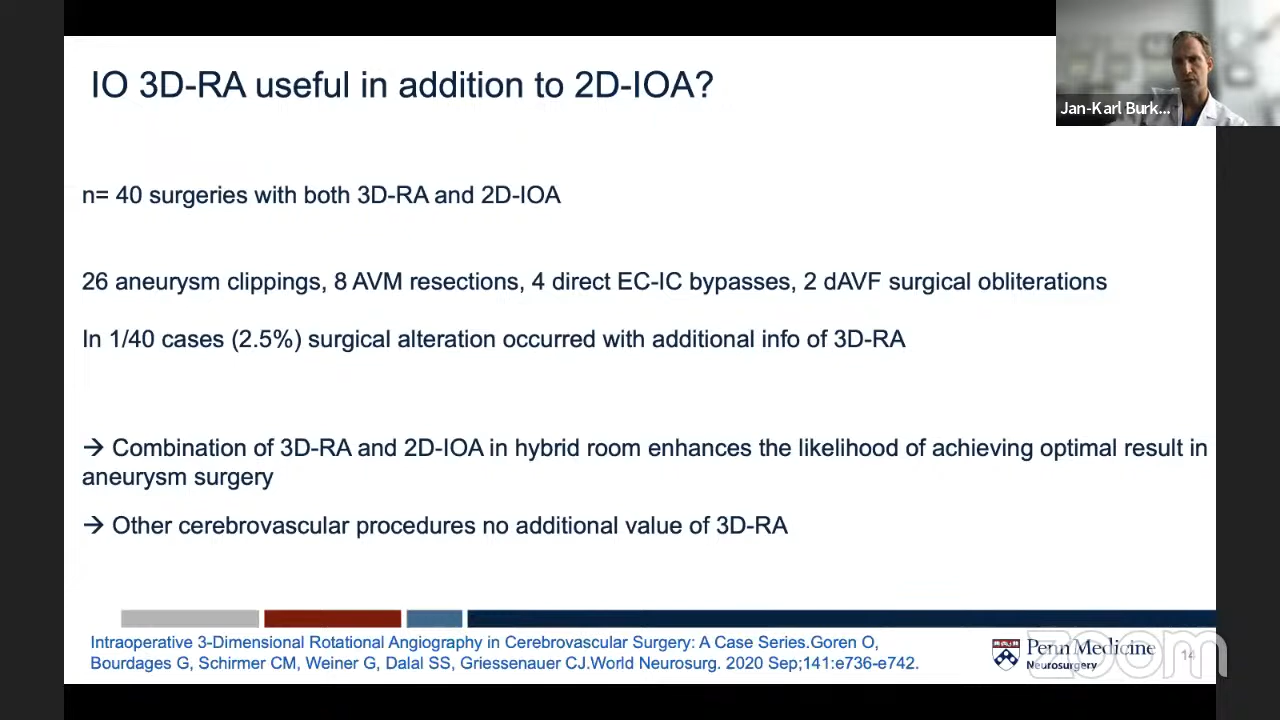 IO 3D-RA useful in addition to 2D-IOA?
Jan-Karl Burk...
n= 40 surgeries with both 3D-RA and 2D-IOA
26 aneurysm clippings, 8 AVM resections, 4 direct EC-IC bypasses, 2 dAVF surgical obliterations
In 1/40 cases (2.5%) surgical alteration occurred with additional info of 3D-RA
→ Combination of 3D-RA and 2D-IOA in hybrid room enhances the likelihood of achieving optimal result in
aneurysm surgery
→ Other cerebrovascular procedures no additional value of 3D-RA
Intraoperative 3-Dimensional Rotational Angiography in Cerebrovascular Surgery: A Case Series.Goren O,
Bourdages G, Schirmer CM, Weiner G, Dalal SS, Griessenauer CJ.World Neurosurg. 2020 Sep;141:e736-e742.
Penn Medicine
Neurosurgery
14
zoom